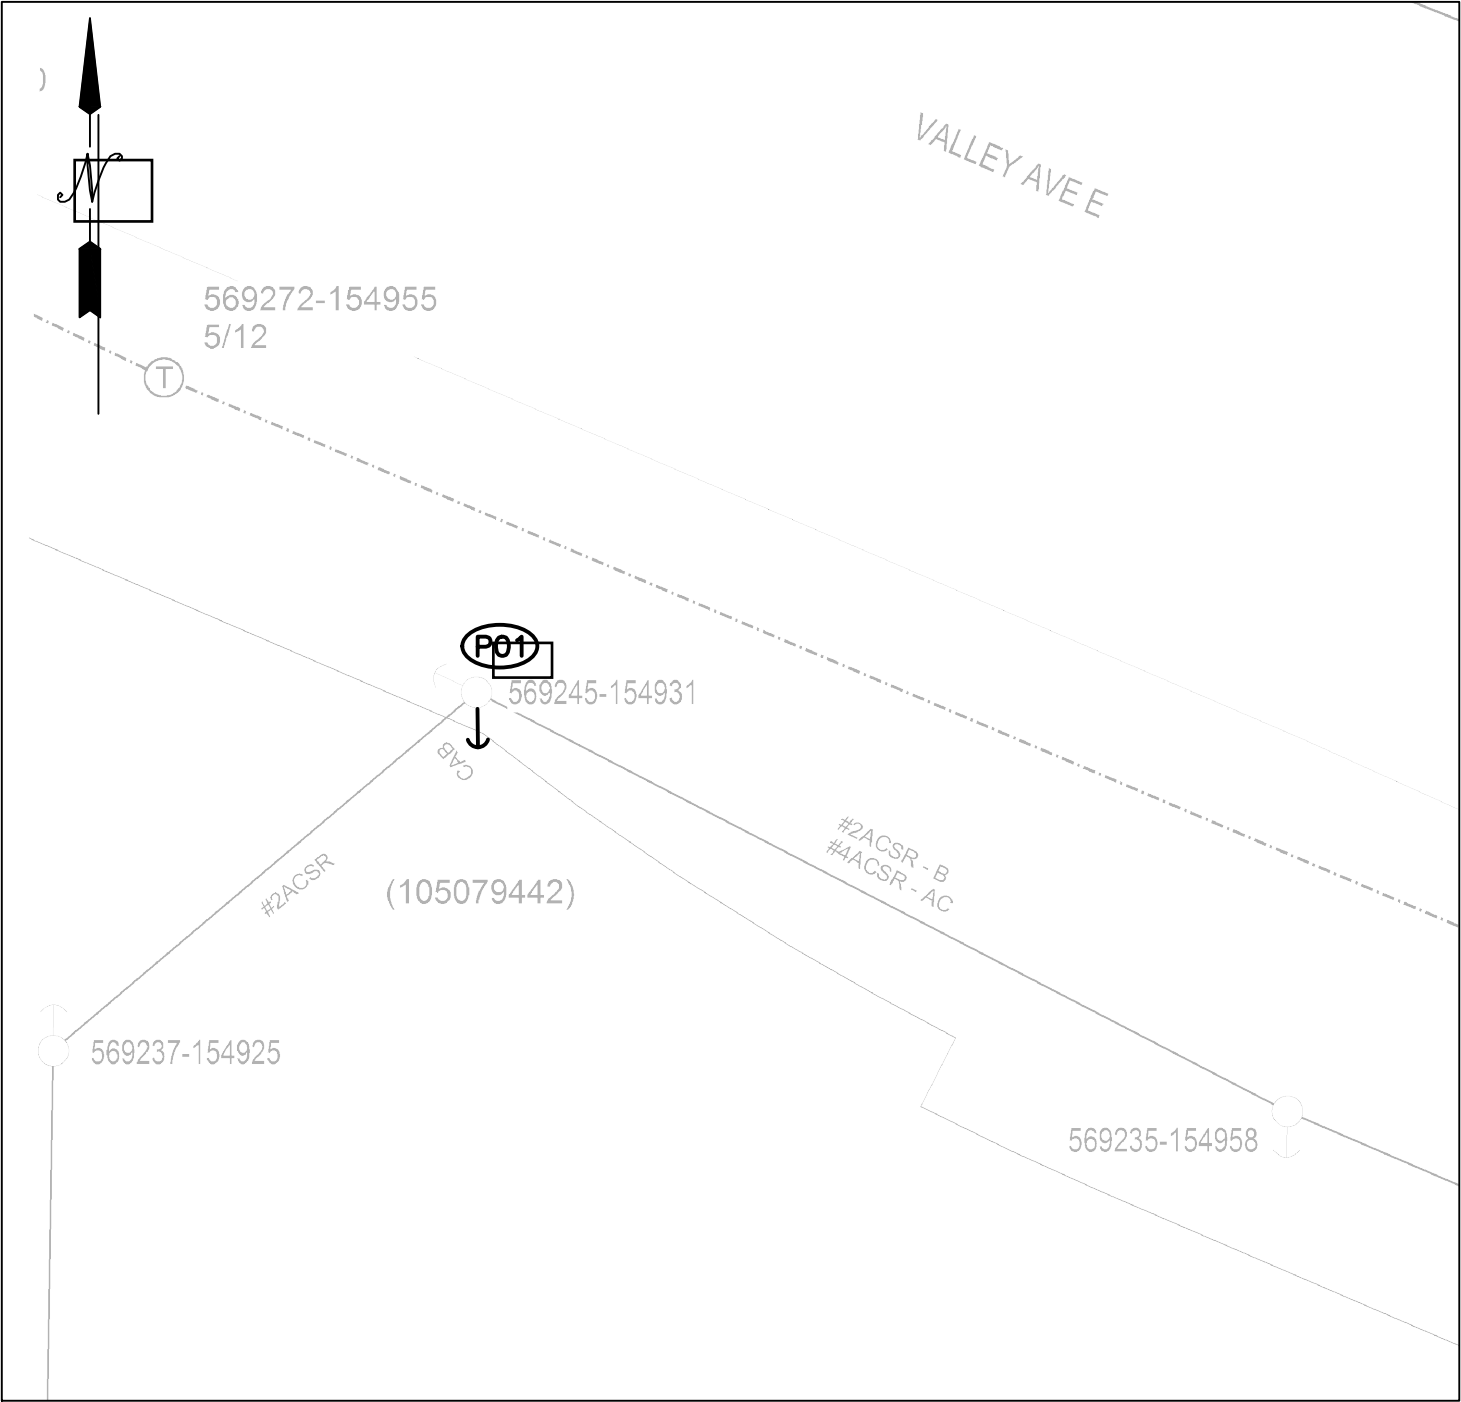 )
N
VALLEY AVE E
569272-154955
5/12
T
P01
569245-154931
CAB
#2ACSR - B
#4ACSR - AC
#2ACSR
(105079442)
569237-154925
569235-154958